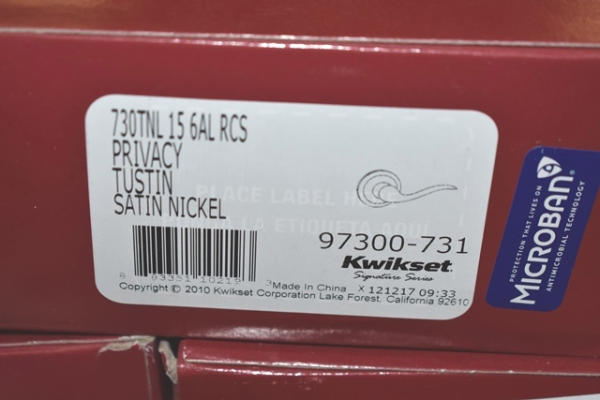 730TNL 15 6AL RCS
PRIVACY
TUSTIN
SATIN NICKEL
PLACE LABEL
LA ETIQUETA AQUI
97300-731
Kwikset
Signature Series
3 Made In China X 121217 09:33
Copyright © 2010 Kwikset Corporation Lake Forest, California 92610
PROTECTION THAT LIVES ON
MICROBAN®
ANTIMICROBIAL TECHNOLOGY